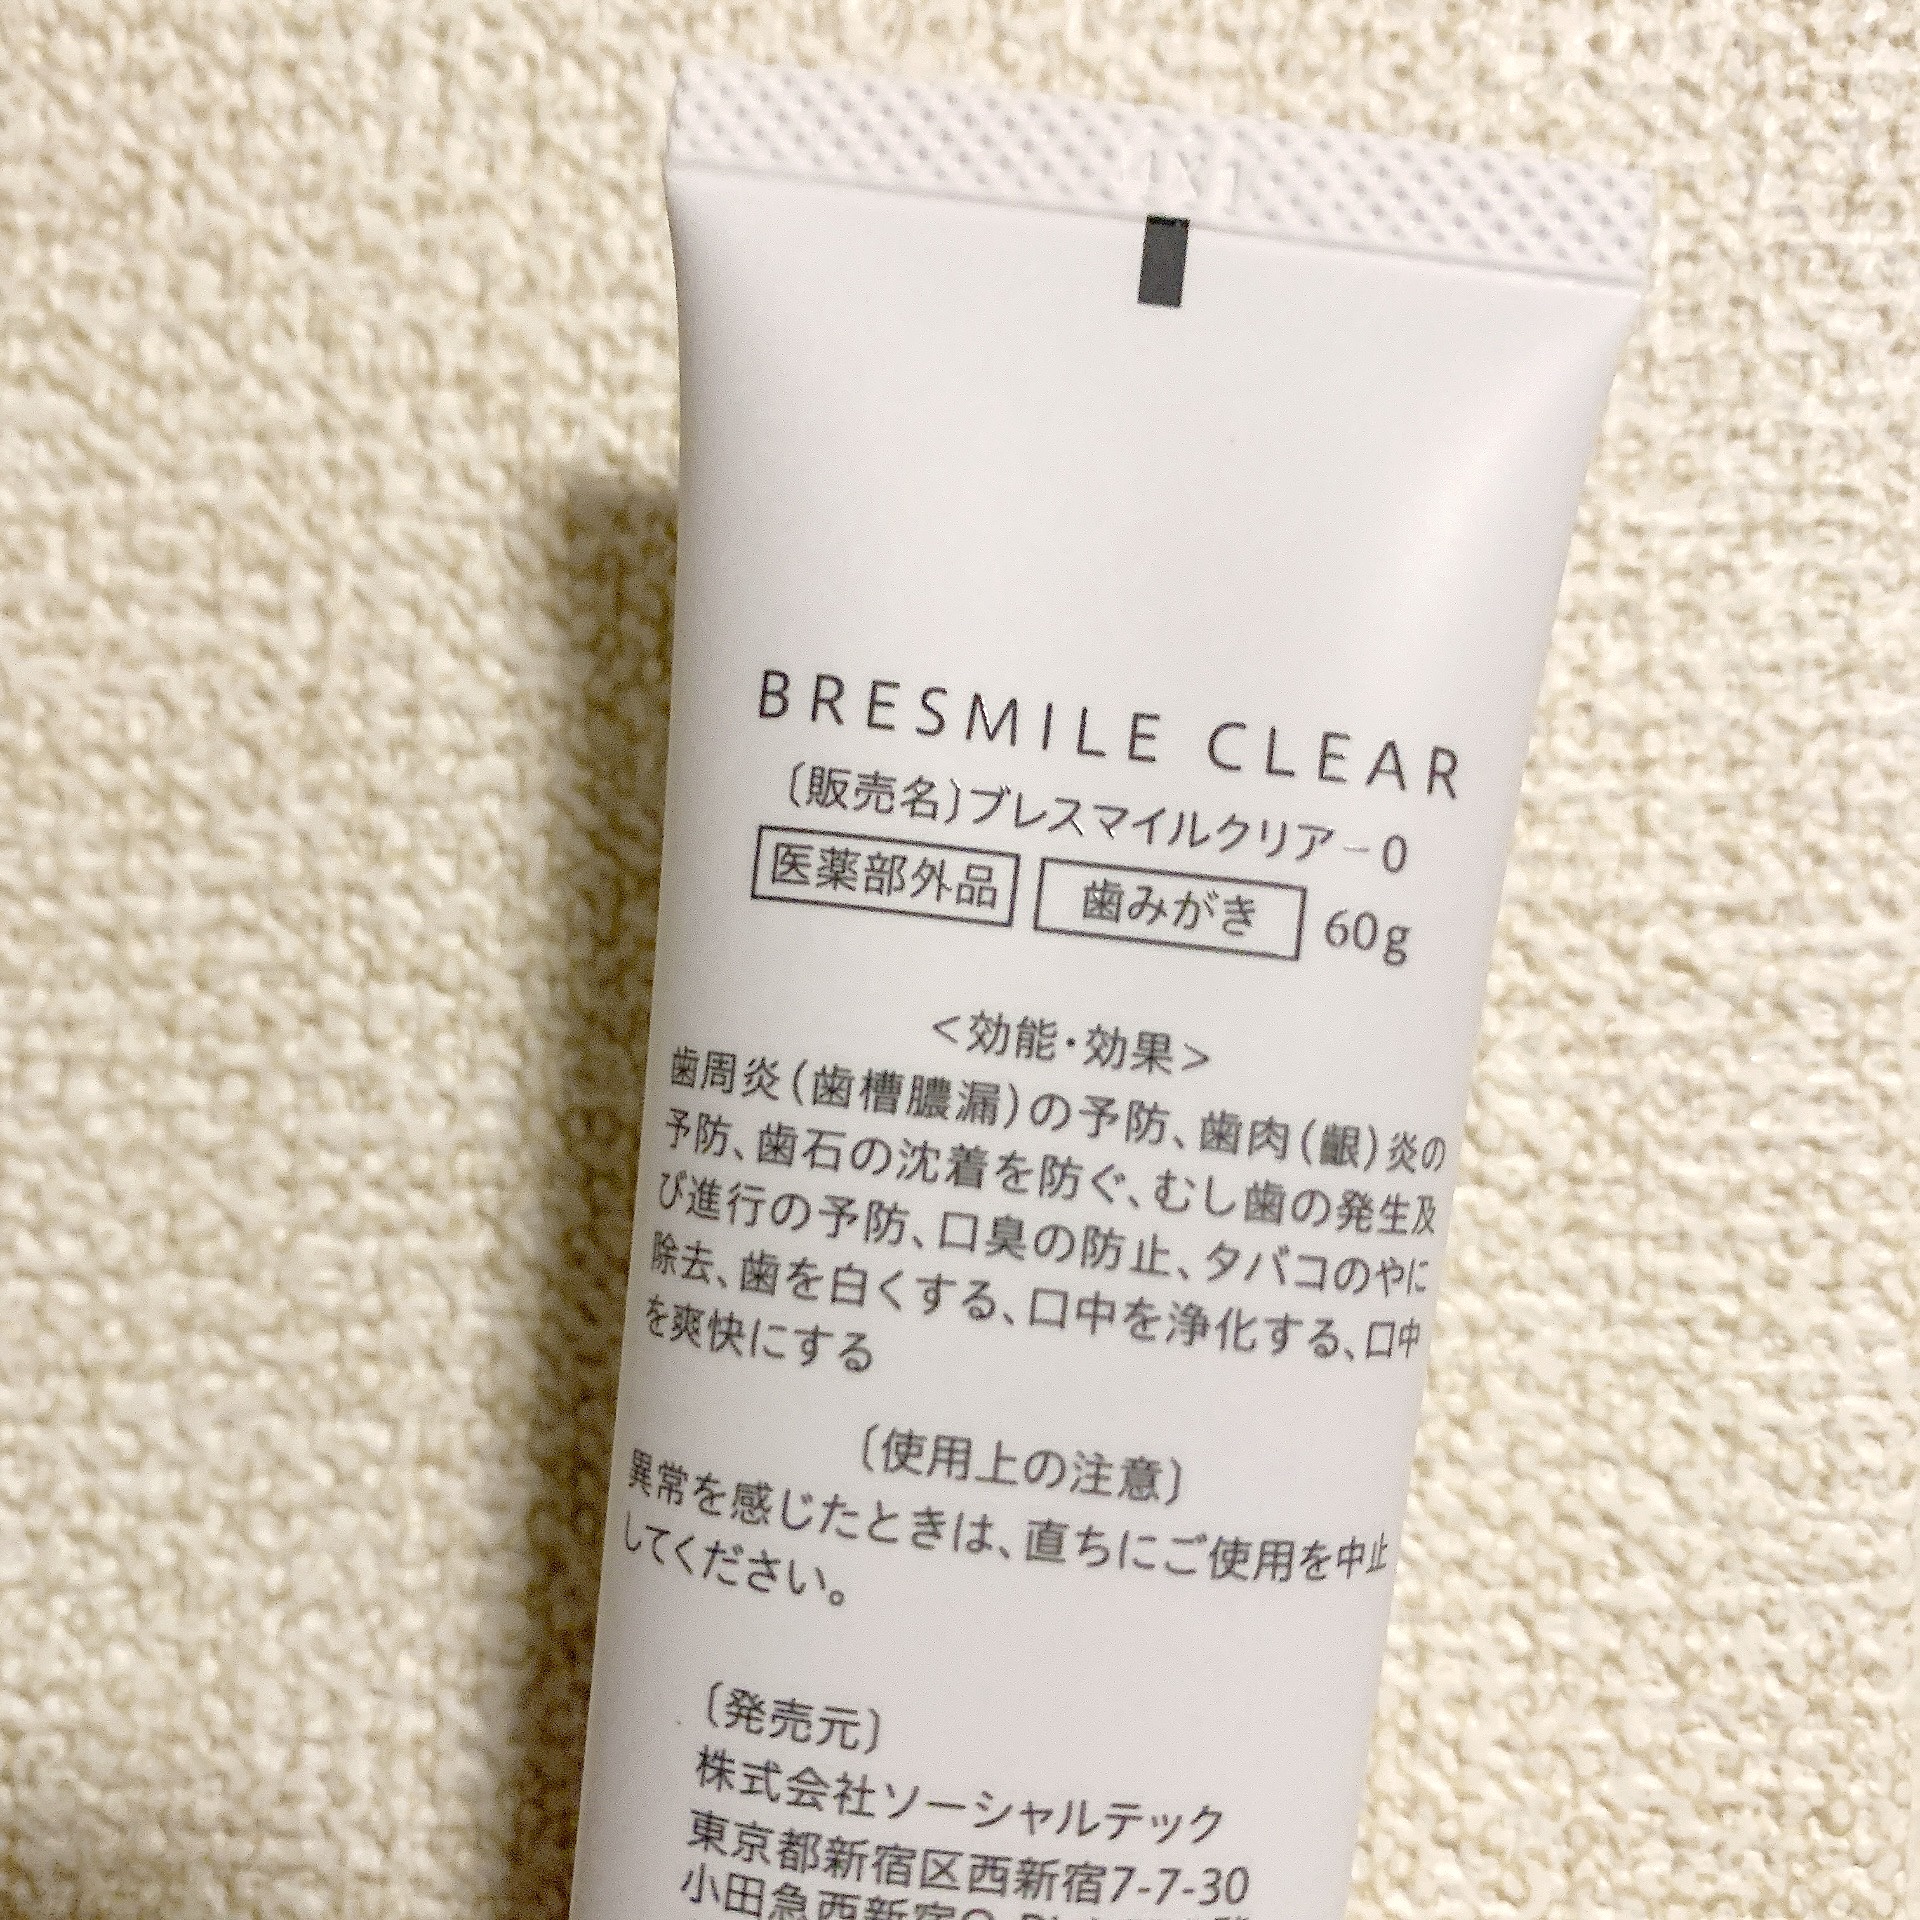 BRESMILE CLEAR
〔販売名〕ブレスマイルクリア－0
医薬部外品 歯みがき 60g
＜効能・効果＞
歯周炎（歯槽膿漏）の予防、歯肉（齦）炎の
予防、歯石の沈着を防ぐ、むし歯の発生及
び進行の予防、口臭の防止、タバコのやに
除去、歯を白くする、口中を浄化する、口中
を爽快にする
〔使用上の注意〕
異常を感じたときは、直ちにご使用を中止
してください。
〔発売元〕
株式会社ソーシャルテック
東京都新宿区西新宿7-7-30
小田急西新宿